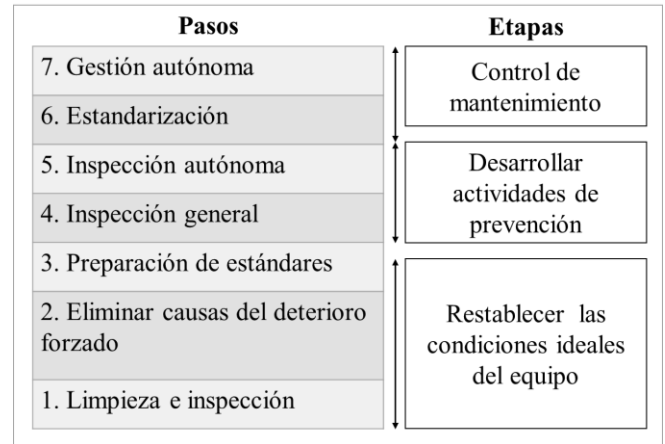 Pasos
7. Gestión autónoma
6. Estandarización
5. Inspección autónoma
4. Inspección general
3. Preparación de estándares
2. Eliminar causas del deterioro
forzado
1. Limpieza e inspección
Etapas
Control de
mantenimiento
Desarrollar
actividades de
prevención
Restablecer las
condiciones ideales
del equipo